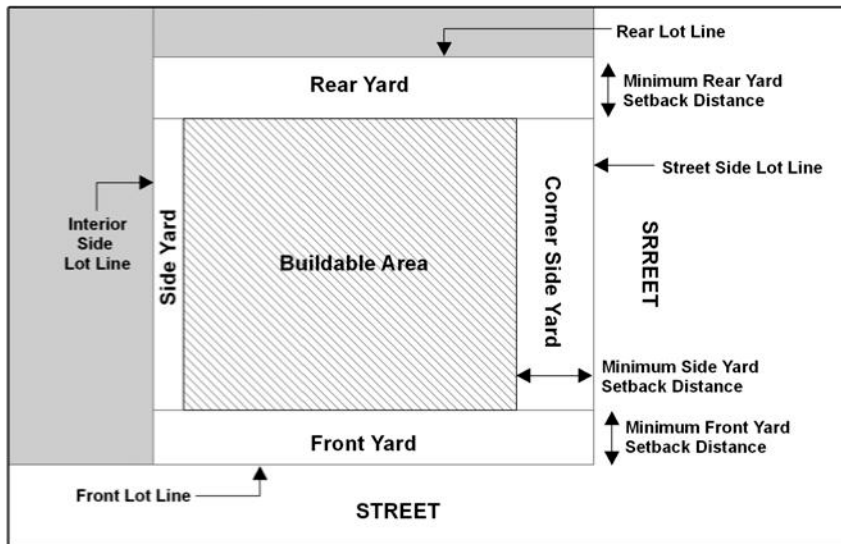 Rear Lot Line
Rear Yard
Minimum Rear Yard
Setback Distance
Street Side Lot Line
Interior
Side
Lot Line
Side Yard
Buildable Area
Corner Side Yard
SRREET
Minimum Side Yard
Setback Distance
Minimum Front Yard
Setback Distance
Front Yard
Front Lot Line
STREET